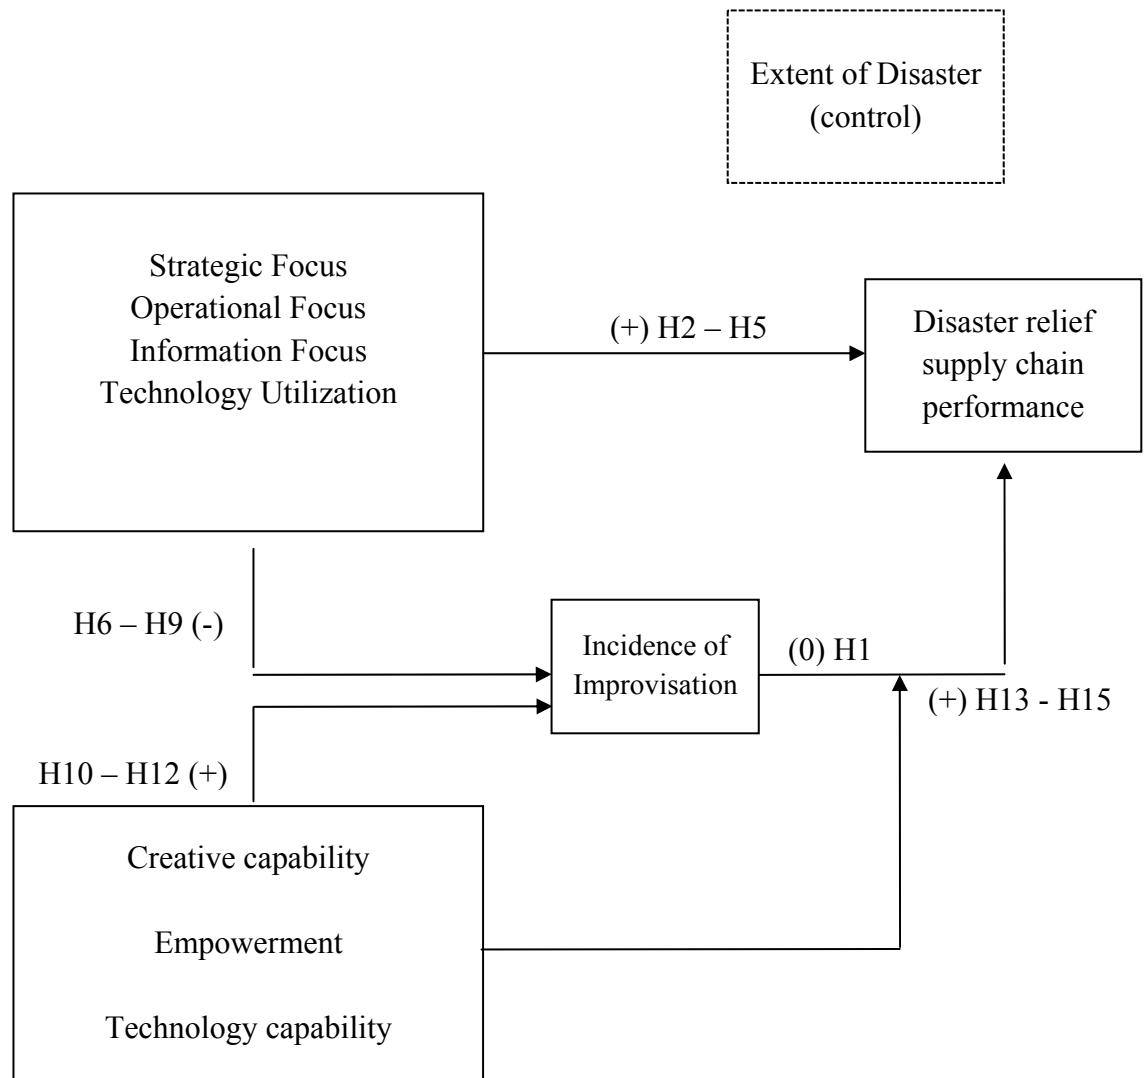 Extent of Disaster
(control)
Strategic Focus
Operational Focus
Information Focus
Technology Utilization
(+) H2 – H5
Disaster relief
supply chain
performance
H6 – H9 (-)
Incidence of
Improvisation
(0) H1
(+) H13 - H15
H10 – H12 (+)
Creative capability
Empowerment
Technology capability